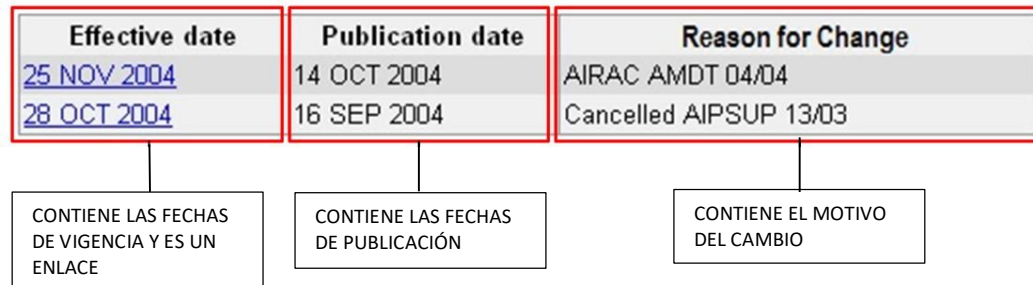 Effective date Publication date Reason for Change
25 NOV 2004 14 OCT 2004 AIRAC AMDT 04/04
28 OCT 2004 16 SEP 2004 Cancelled AIPSUP 13/03
CONTIENE LAS FECHAS
DE VIGENCIA Y ES UN
ENLACE
CONTIENE LAS FECHAS
DE PUBLICACIÓN
CONTIENE EL MOTIVO
DEL CAMBIO